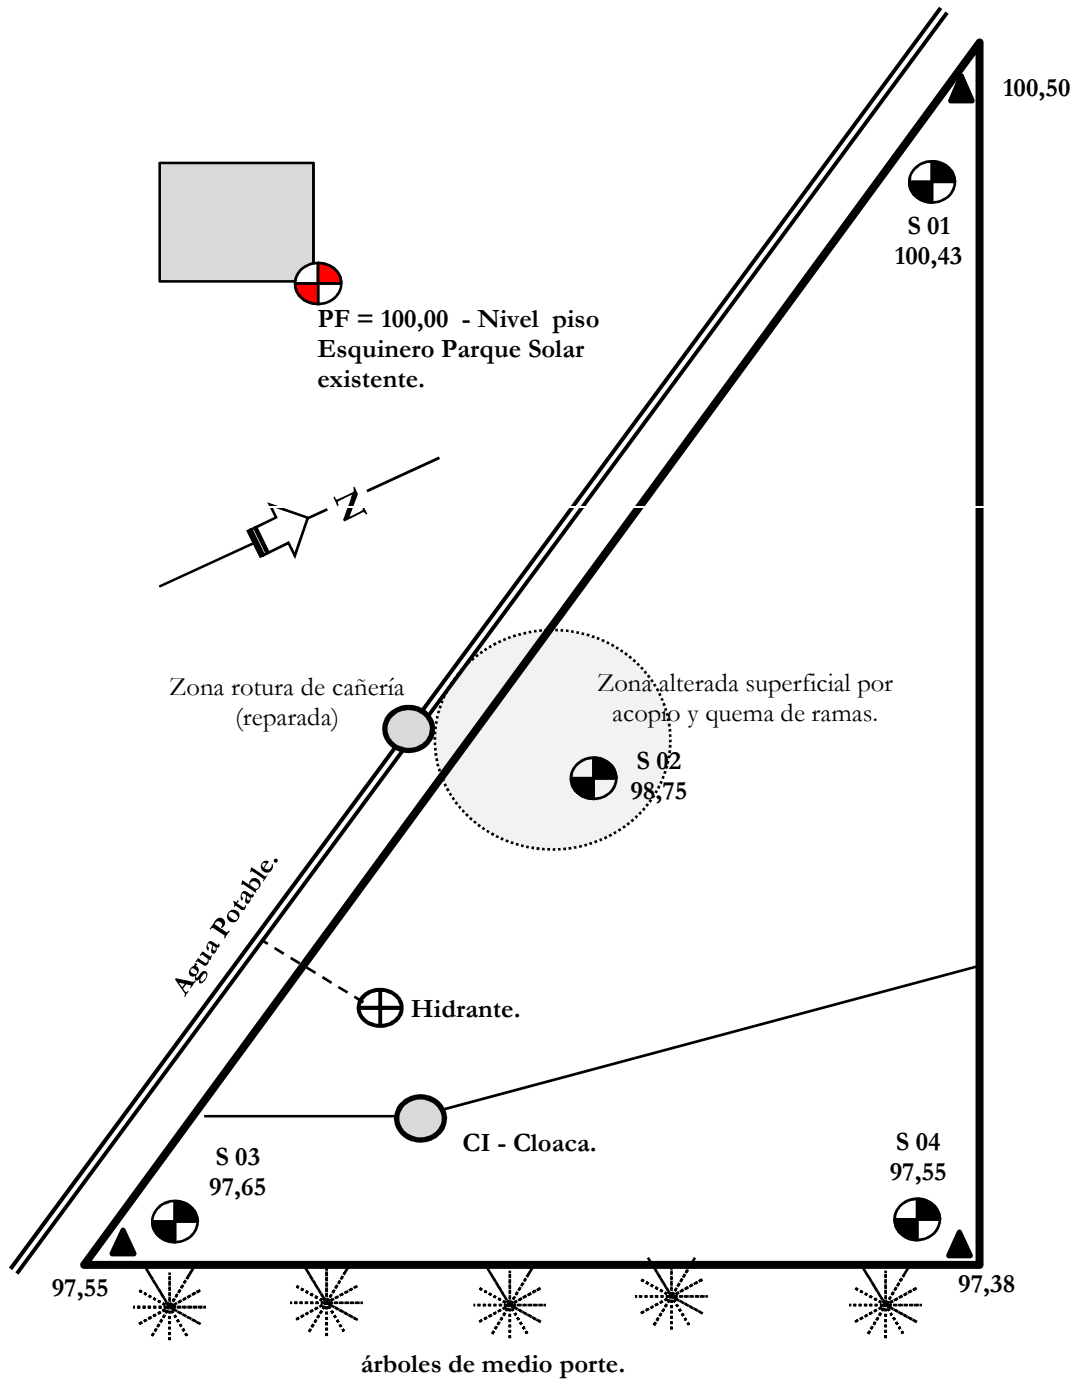 100,50
S 01
100,43
PF = 100,00 - Nivel piso
Esquinero Parque Solar
existente.
N
Zona rotura de cañería
(reparada)
Zona alterada superficial por
acopio y quema de ramas.
S 02
98,75
Agua Potable.
Hidrante.
CI - Cloaca.
S 03
97,65
S 04
97,55
97,55
97,38
árboles de medio porte.